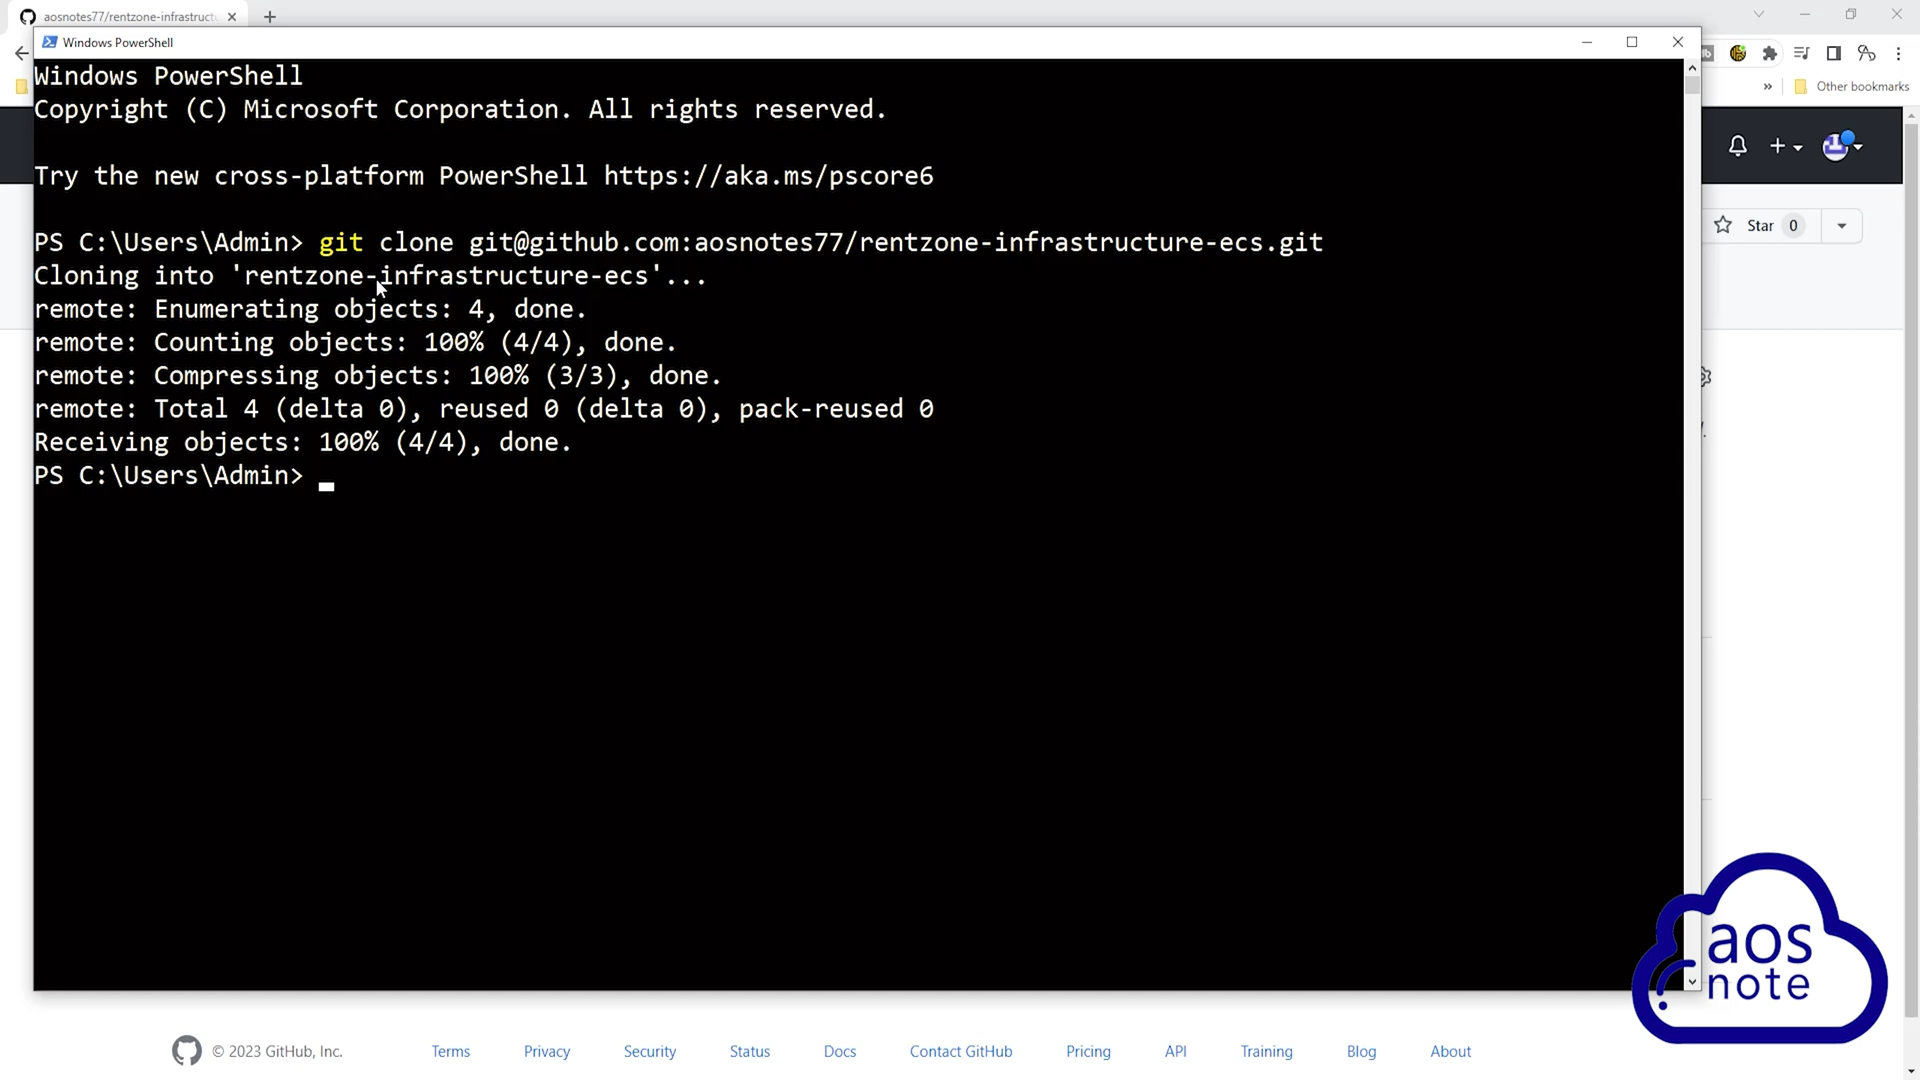 aosnotes77/rentzone-infrastructu
Windows PowerShell
Other bookmarks
Windows PowerShell
Copyright (C) Microsoft Corporation. All rights reserved.
Try the new cross-platform PowerShell https://aka.ms/pscore6
PS C:\Users\Admin> git clone git@github.com:aosnotes77/rentzone-infrastructure-ecs.git
Cloning into 'rentzone-infrastructure-ecs'...
remote: Enumerating objects: 4, done.
remote: Counting objects: 100% (4/4), done.
remote: Compressing objects: 100% (3/3), done.
remote: Total 4 (delta 0), reused 0 (delta 0), pack-reused 0
Receiving objects: 100% (4/4), done.
PS C:\Users\Admin>
Star 0
aos
note
© 2023 GitHub, Inc. Terms Privacy Security Status Docs Contact GitHub Pricing API Training Blog About